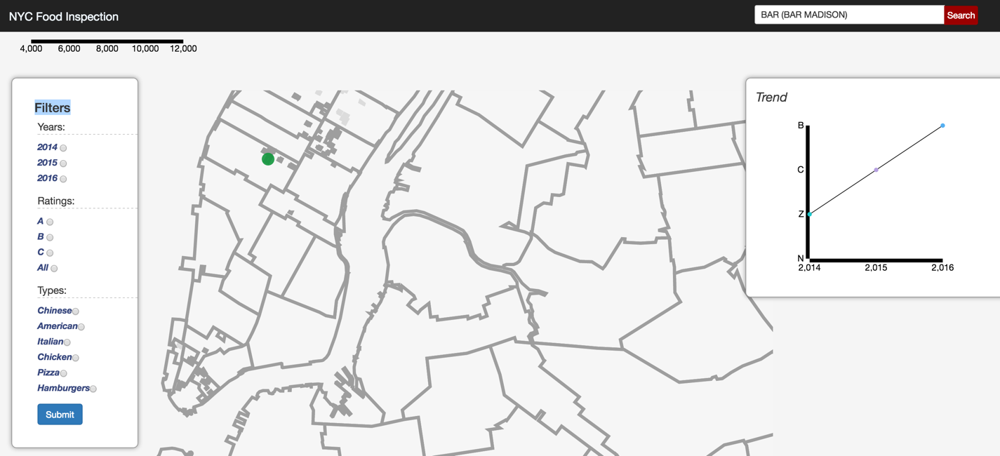 NYC Food Inspection
BAR (BAR MADISON)
Search
4,000 6,000 8,000 10,000 12,000
Filters
Years:
2014
2015
2016
Ratings:
A
B
C
All
Types:
Chinese
American
Italian
Chicken
Pizza
Hamburgers
Submit
Trend
B
C
Z
N
2,014 2,015 2,016